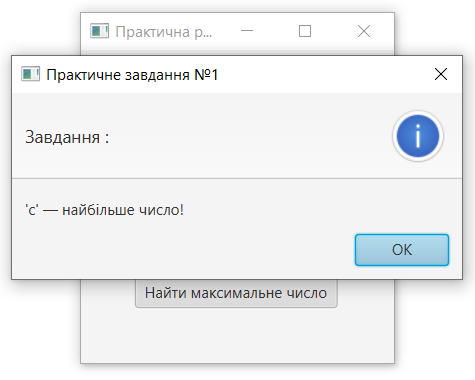 Практична р...
Практичне завдання №1
Завдання :
'c' — найбільше число!
OK
Найти максимальне число